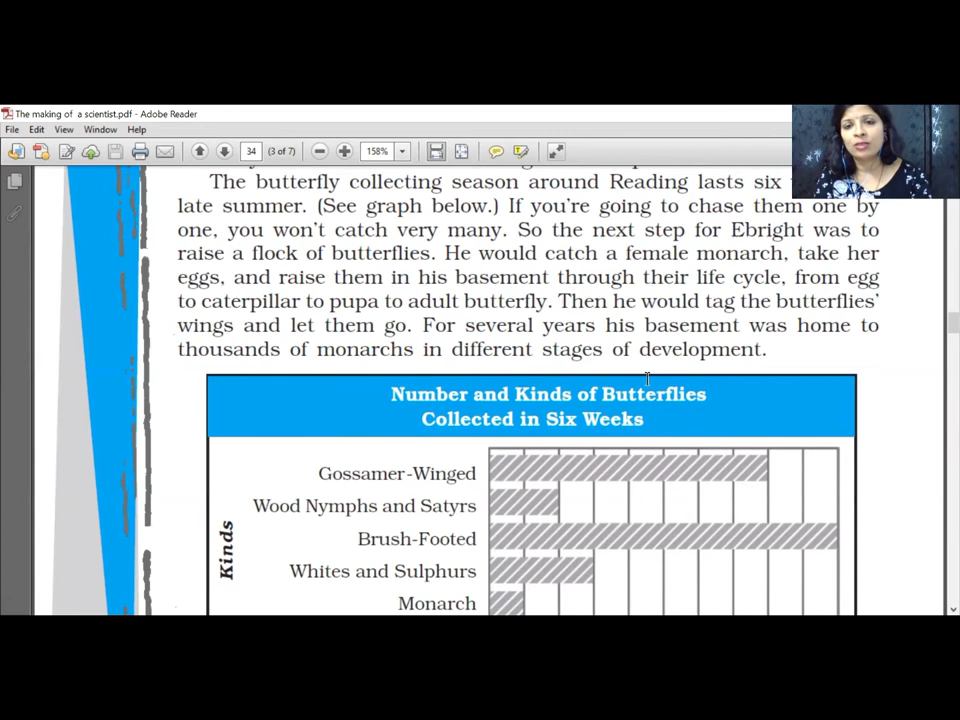 The making of a scientist.pdf - Adobe Reader
File Edit View Window Help
34 (3 of 7) 158%
The butterfly collecting season around Reading lasts six
late summer. (See graph below.) If you're going to chase them one by
one, you won't catch very many. So the next step for Ebright was to
raise a flock of butterflies. He would catch a female monarch, take her
eggs, and raise them in his basement through their life cycle, from egg
to caterpillar to pupa to adult butterfly. Then he would tag the butterflies'
wings and let them go. For several years his basement was home to
thousands of monarchs in different stages of development.
Number and Kinds of Butterflies
Collected in Six Weeks
Kinds
Gossamer-Winged
Wood Nymphs and Satyrs
Brush-Footed
Whites and Sulphurs
Monarch